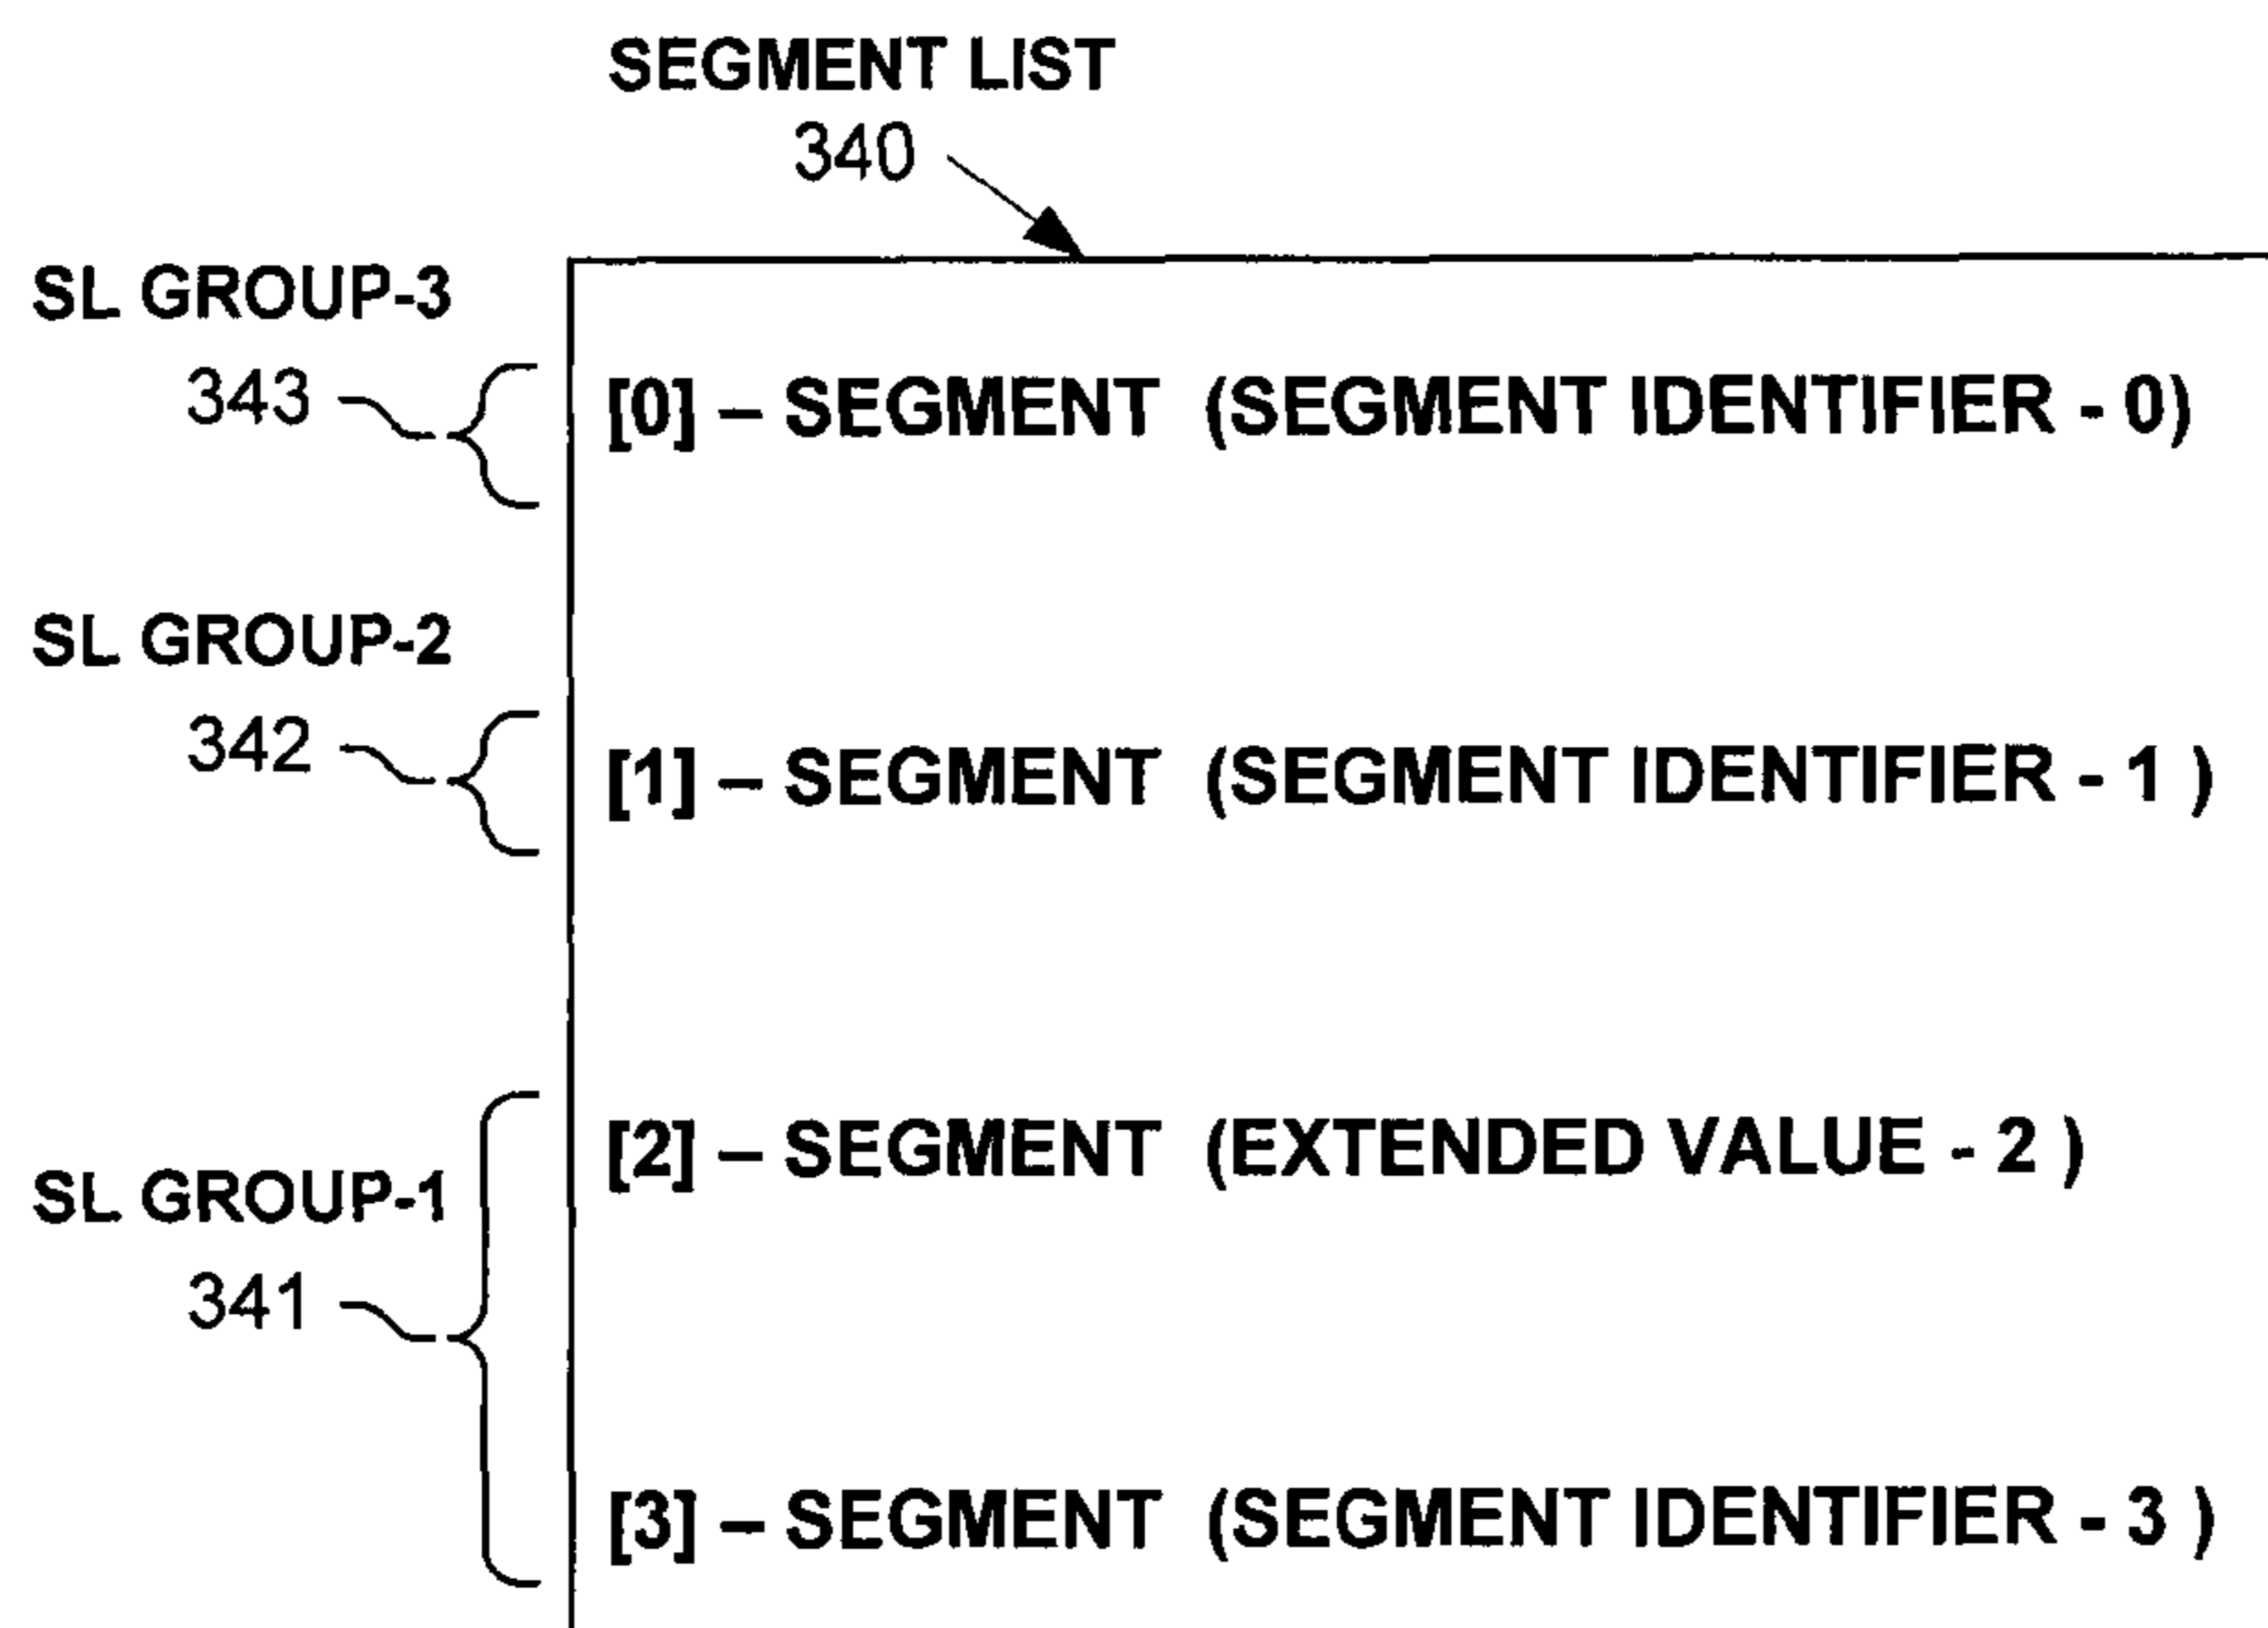 SEGMENT LIST
340
SL GROUP-3
343
[0] – SEGMENT (SEGMENT IDENTIFIER - 0)
SL GROUP-2
342
[1] – SEGMENT (SEGMENT IDENTIFIER - 1 )
[2] – SEGMENT (EXTENDED VALUE - 2 )
SL GROUP-1
341
[3] – SEGMENT (SEGMENT IDENTIFIER - 3 )